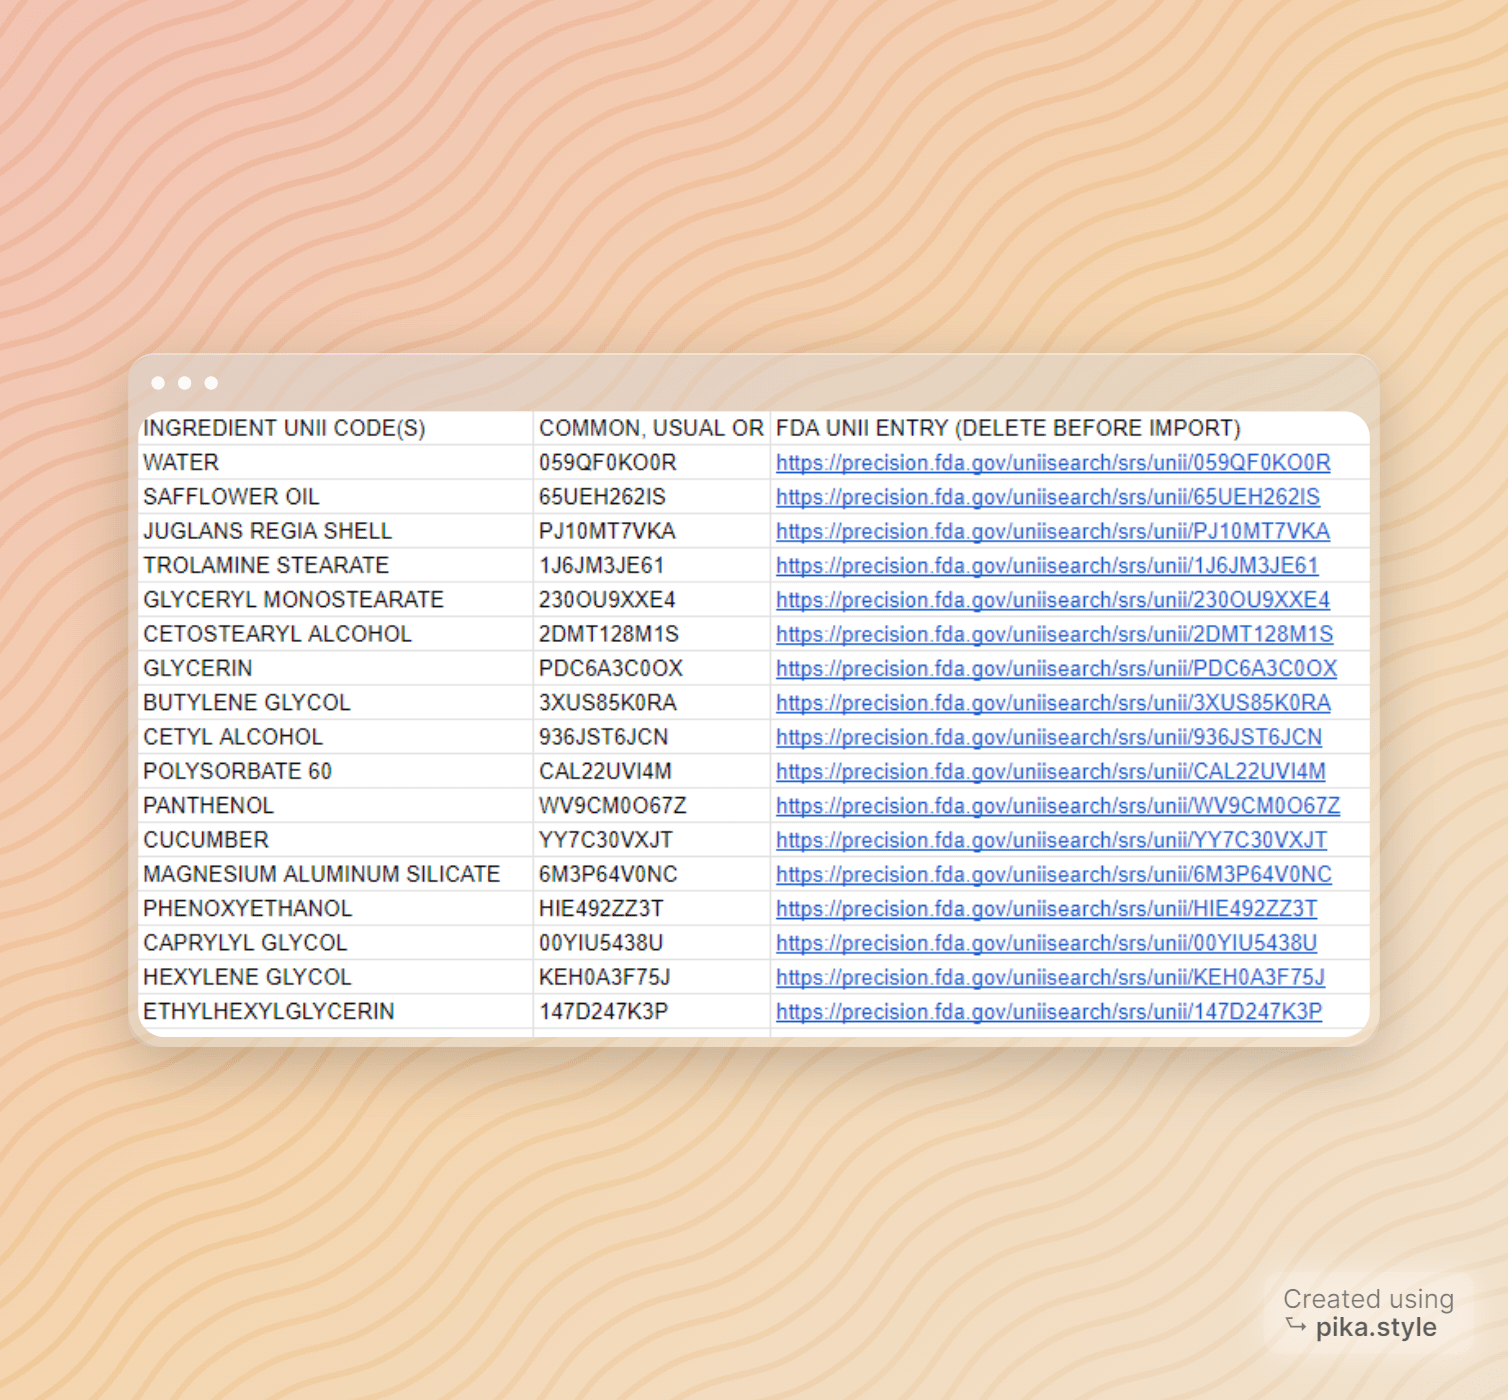 INGREDIENT UNII CODE(S) COMMON, USUAL OR FDA UNII ENTRY (DELETE BEFORE IMPORT)
WATER 059QF0KO0R https://precision.fda.gov/uniisearch/srs/unii/059QF0KO0R
SAFFLOWER OIL 65UEH262IS https://precision.fda.gov/uniisearch/srs/unii/65UEH262IS
JUGLANS REGIA SHELL PJ10MT7VKA https://precision.fda.gov/uniisearch/srs/unii/PJ10MT7VKA
TROLAMINE STEARATE 1J6JM3JE61 https://precision.fda.gov/uniisearch/srs/unii/1J6JM3JE61
GLYCERYL MONOSTEARATE 230OU9XXE4 https://precision.fda.gov/uniisearch/srs/unii/230OU9XXE4
CETOSTEARYL ALCOHOL 2DMT128M1S https://precision.fda.gov/uniisearch/srs/unii/2DMT128M1S
GLYCERIN PDC6A3C0OX https://precision.fda.gov/uniisearch/srs/unii/PDC6A3C0OX
BUTYLENE GLYCOL 3XUS85K0RA https://precision.fda.gov/uniisearch/srs/unii/3XUS85K0RA
CETYL ALCOHOL 936JST6JCN https://precision.fda.gov/uniisearch/srs/unii/936JST6JCN
POLYSORBATE 60 CAL22UVI4M https://precision.fda.gov/uniisearch/srs/unii/CAL22UVI4M
PANTHENOL WV9CM0O67Z https://precision.fda.gov/uniisearch/srs/unii/WV9CM0O67Z
CUCUMBER YY7C30VXJT https://precision.fda.gov/uniisearch/srs/unii/YY7C30VXJT
MAGNESIUM ALUMINUM SILICATE 6M3P64V0NC https://precision.fda.gov/uniisearch/srs/unii/6M3P64V0NC
PHENOXYETHANOL HIE492ZZ3T https://precision.fda.gov/uniisearch/srs/unii/HIE492ZZ3T
CAPRYLYL GLYCOL 00YIU5438U https://precision.fda.gov/uniisearch/srs/unii/00YIU5438U
HEXYLENE GLYCOL KEH0A3F75J https://precision.fda.gov/uniisearch/srs/unii/KEH0A3F75J
ETHYLHEXYLGLYCERIN 147D247K3P https://precision.fda.gov/uniisearch/srs/unii/147D247K3P
Created using
pika.style